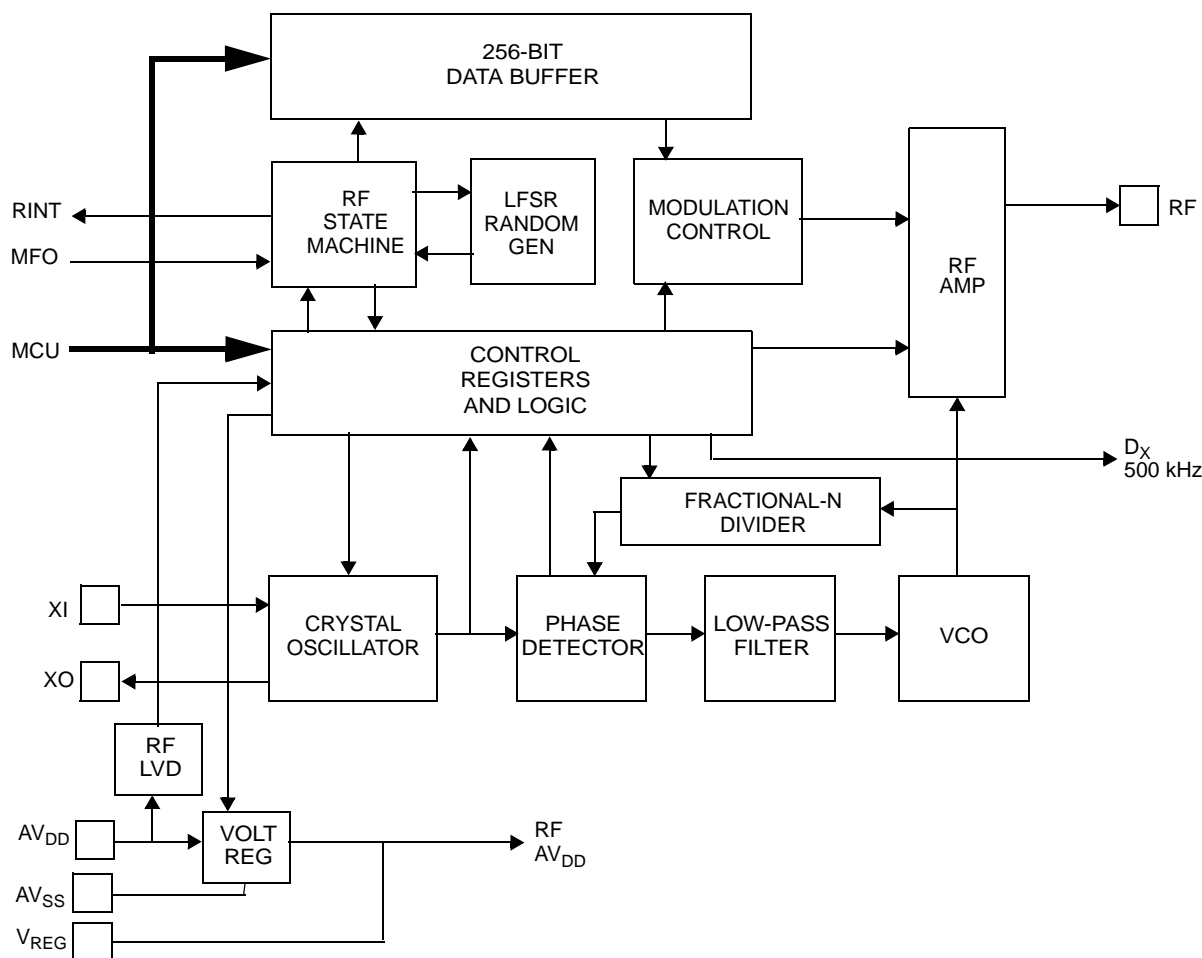 256-BIT
DATA BUFFER
RF
STATE
MACHINE
LFSR
RANDOM
GEN
MODULATION
CONTROL
RF
AMP
RF
RINT
MFO
MCU
CONTROL
REGISTERS
AND LOGIC
DX
500 kHz
FRACTIONAL-N
DIVIDER
XI
XO
CRYSTAL
OSCILLATOR
PHASE
DETECTOR
LOW-PASS
FILTER
VCO
RF
LVD
AVDD
VOLT
REG
RF
AVDD
AVSS
VREG